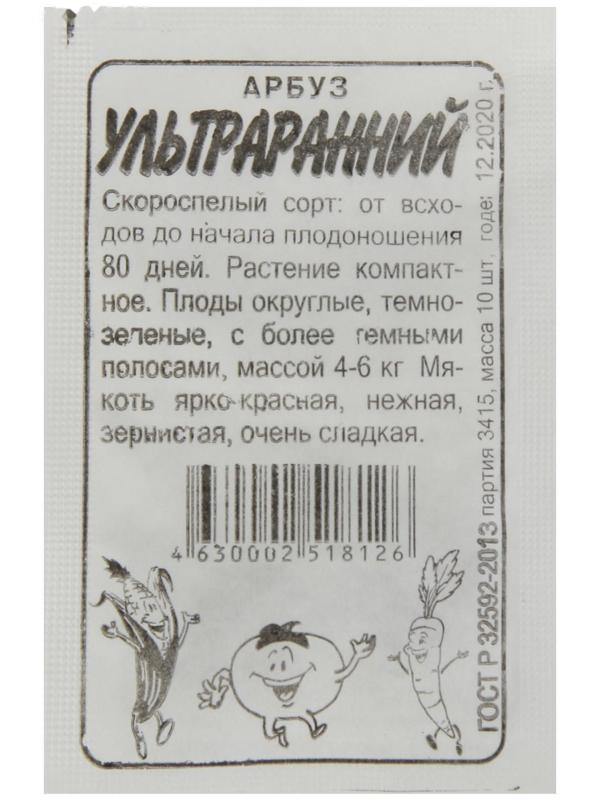 АРБУЗ
УЛЬТРАРАННИЙ
Скороспелый сорт: от всхо-
дов до начала плодоношения
80 дней. Растение компакт-
ное. Плоды округлые, темно-
зеленые, с более темными
полосами, массой 4-6 кг Мя-
коть ярко-красная, нежная,
зернистая, очень сладкая.
4 630002 518126
ГОСТ Р 32592-2013 партия 3415, масса 10 шт, годе: 12.2020 г.